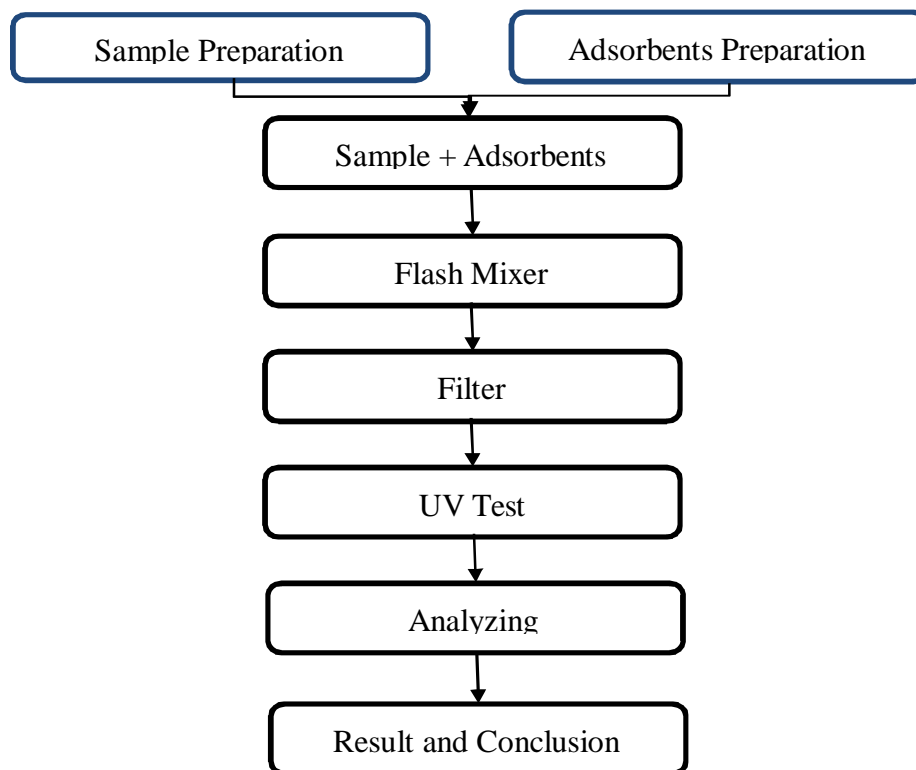 Sample Preparation
Adsorbents Preparation
Sample + Adsorbents
Flash Mixer
Filter
UV Test
Analyzing
Result and Conclusion